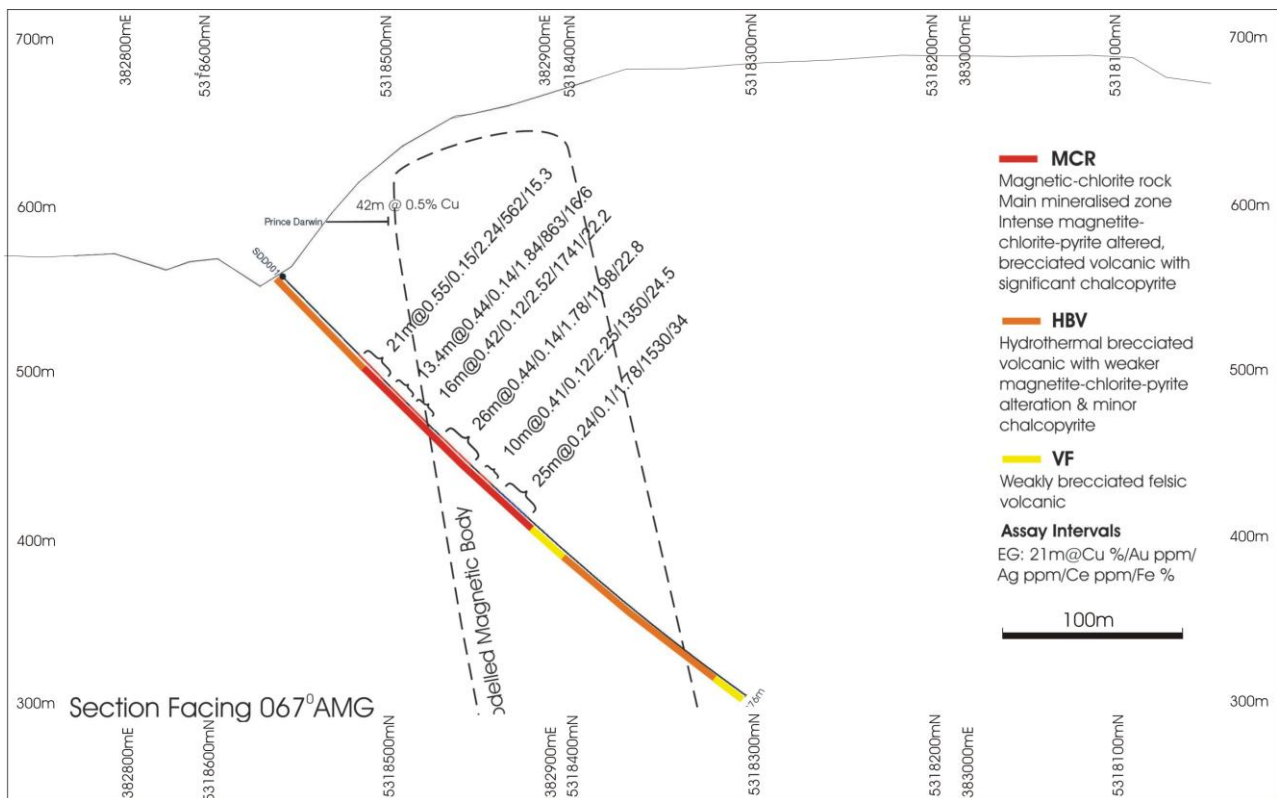 700m
382800mE
5318600mN
5318500mN
382900mE
5318400mN
5318300mN
5318200mN
383000mE
5318100mN
700m
600m
600m
500m
500m
400m
400m
300m
300m
Prince Darwin
42m @ 0.5% Cu
SDD001
21m@0.55/0.15/2.24/562/15.3
13.4m@0.44/0.14/1.84/863/16.6
16m@0.42/0.12/2.52/1741/22.2
26m@0.44/0.14/1.78/1198/22.8
10m@0.41/0.12/2.25/1350/24.5
25m@0.24/0.1/1.78/1530/34
odelled Magnetic Body
76m
MCR
Magnetic-chlorite rock
Main mineralised zone
Intense magnetite-
chlorite-pyrite altered,
brecciated volcanic with
significant chalcopyrite
HBV
Hydrothermal brecciated
volcanic with weaker
magnetite-chlorite-pyrite
alteration & minor
chalcopyrite
VF
Weakly brecciated felsic
volcanic
Assay Intervals
EG: 21m@Cu %/Au ppm/
Ag ppm/Ce ppm/Fe %
100m
Section Facing 067⁰AMG
382800mE
5318600mN
5318500mN
382900mE
5318400mN
5318300mN
5318200mN
383000mE
5318100mN